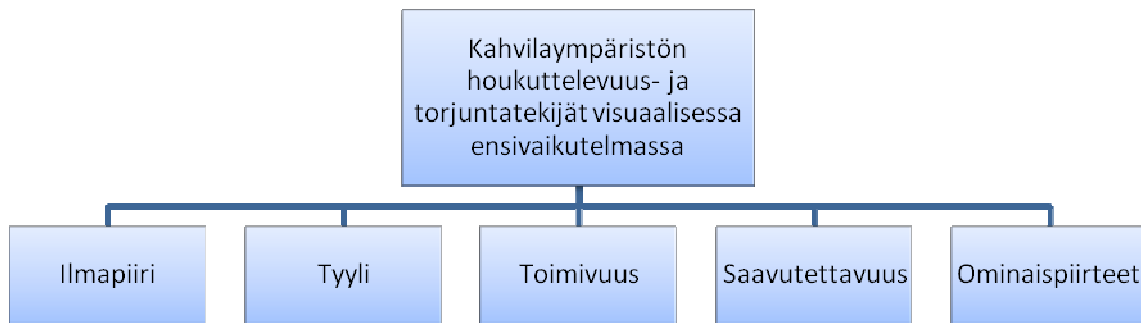 Kahvilaympäristön
houkuttelevuus- ja
torjuntatekijät visuaalisessa
ensivaikutelmassa
Ilmapiiri
Tyyli
Toimivuus
Saavutettavuus
Ominaispiirteet